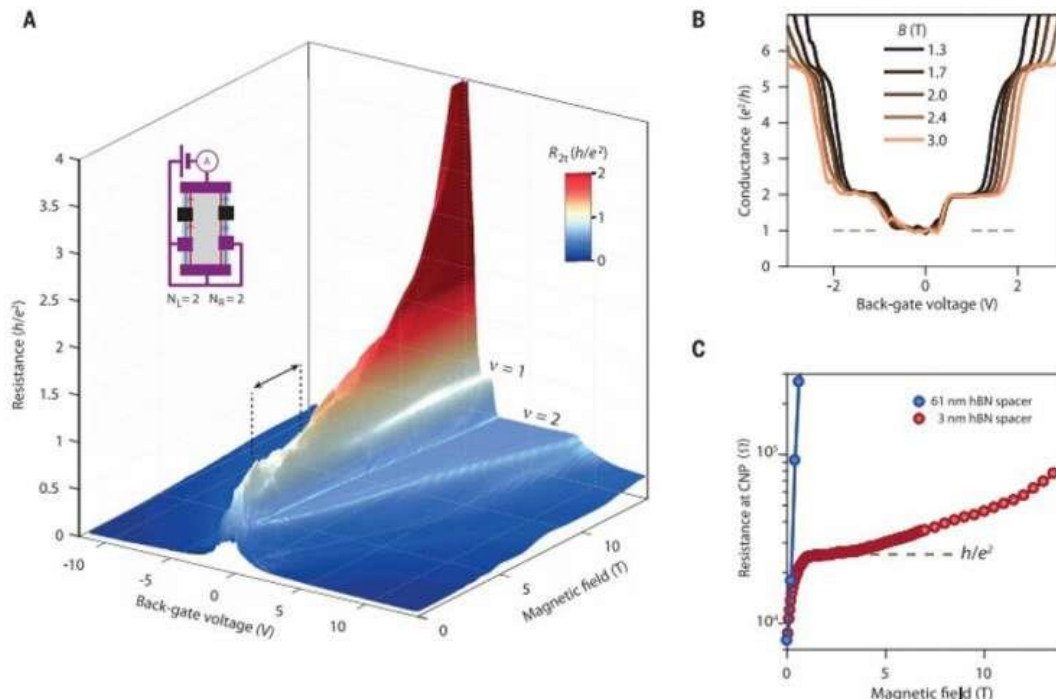 A
4
3.5
3
2.5
2
1.5
1
0.5
0
Resistance (h/e²)
A
N_L = 2 N_R = 2
R_2t (h/e²)
2
1
0
ν = 1
ν = 2
-10
-5
0
5
10
Back-gate voltage (V)
0
5
10
Magnetic field (T)
B
6
5
4
3
2
1
0
Conductance (e²/h)
B (T)
1.3
1.7
2.0
2.4
3.0
-2
0
2
Back-gate voltage (V)
C
10⁵
10⁴
Resistance at CNP (Ω)
61 nm hBN spacer
3 nm hBN spacer
h/e²
0
5
10
Magnetic field (T)